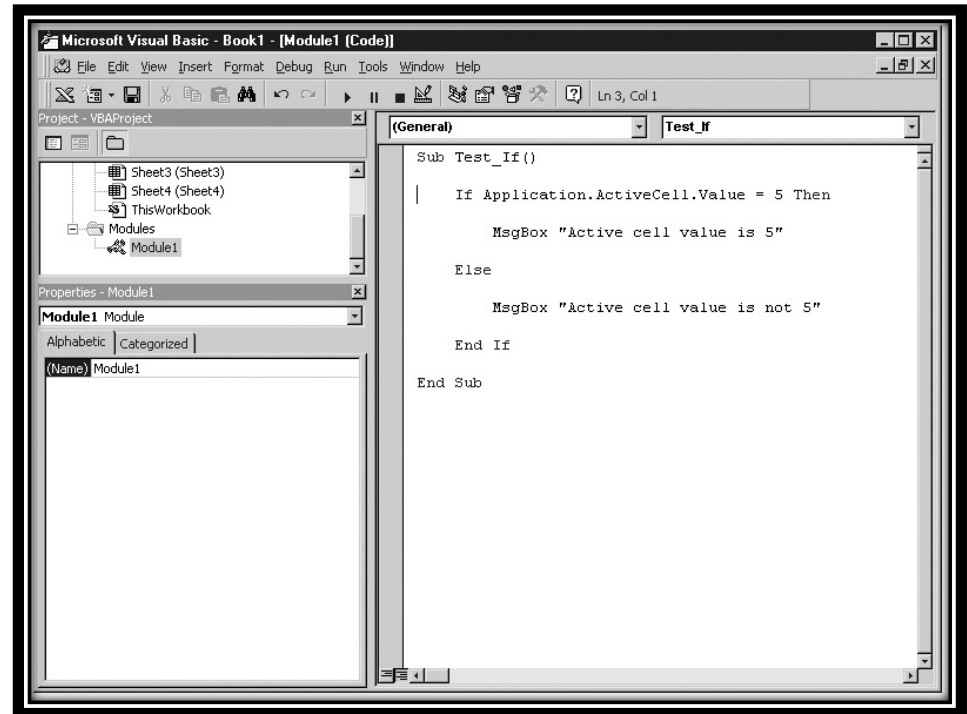 Microsoft Visual Basic - Book1 - [Module1 (Code)]
File Edit View Insert Format Debug Run Tools Window Help
Ln 3, Col 1
Project - VBAProject
Sheet3 (Sheet3)
Sheet4 (Sheet4)
ThisWorkbook
Modules
Module1
Properties - Module1
Module1 Module
Alphabetic Categorized
(Name) Module1
(General) Test_If
Sub Test_If()
If Application.ActiveCell.Value = 5 Then
MsgBox "Active cell value is 5"
Else
MsgBox "Active cell value is not 5"
End If
End Sub